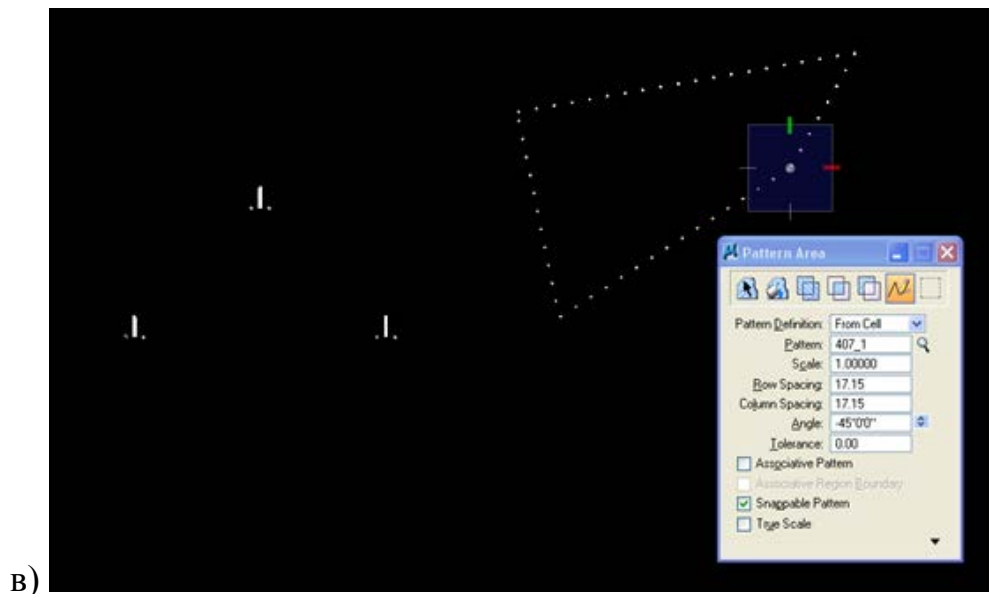 Pattern Area
Pattern Definition: From Cell
Pattern: 407_1
Scale: 1.00000
Row Spacing: 17.15
Column Spacing: 17.15
Angle: -45°0'0"
Tolerance: 0.00
Associative Pattern
Associative Region Boundary
Snappable Pattern
True Scale
в)